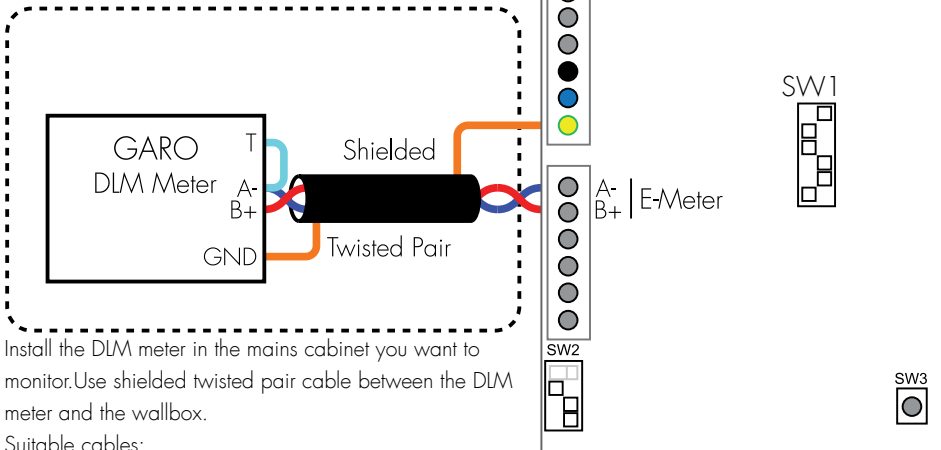 SW1
GARO
DLM Meter
T
A-
B+
GND
Shielded
Twisted Pair
A-
B+
E-Meter
SW2
SW3
Install the DLM meter in the mains cabinet you want to
monitor.Use shielded twisted pair cable between the DLM
meter and the wallbox.
Suitable cables: